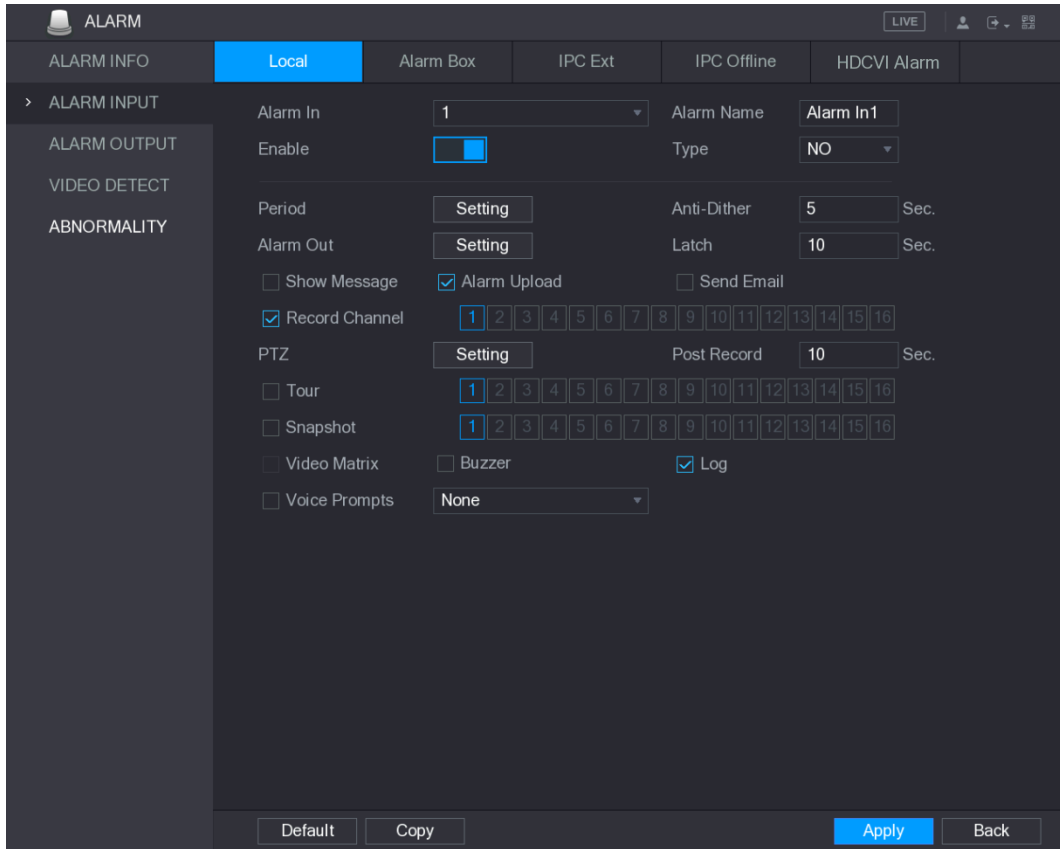 ALARM LIVE
ALARM INFO Local Alarm Box IPC Ext IPC Offline HDCVI Alarm
> ALARM INPUT
ALARM OUTPUT
VIDEO DETECT
ABNORMALITY
Alarm In 1 Alarm Name Alarm In1
Enable Type NO
Period Setting Anti-Dither 5 Sec.
Alarm Out Setting Latch 10 Sec.
Show Message Alarm Upload Send Email
Record Channel 1 2 3 4 5 6 7 8 9 10 11 12 13 14 15 16
PTZ Setting Post Record 10 Sec.
Tour 1 2 3 4 5 6 7 8 9 10 11 12 13 14 15 16
Snapshot 1 2 3 4 5 6 7 8 9 10 11 12 13 14 15 16
Video Matrix Buzzer Log
Voice Prompts None
Default Copy Apply Back